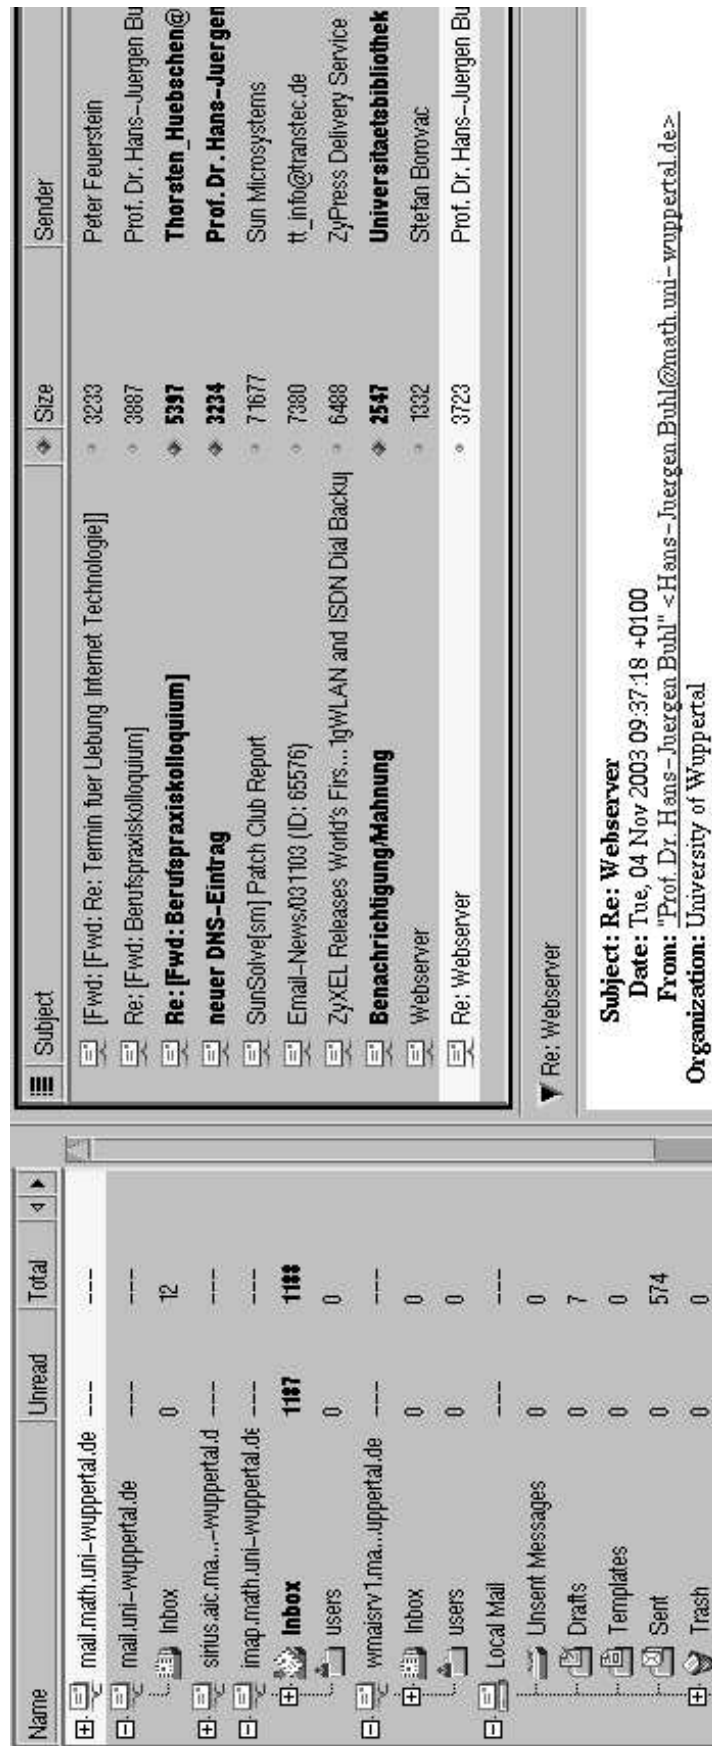 Name Unread Total
mail.math.uni-wuppertal.de --- ---
mail.uni-wuppertal.de --- ---
Inbox 0 12
sirius.aic.ma...-wuppertal.d --- ---
imap.math.uni-wuppertal.de --- ---
Inbox 1187 1188
users 0 0
wmaisrv1.ma...uppertal.de --- ---
Inbox 0 0
users 0 0
Local Mail --- ---
Unsent Messages 0 0
Drafts 0 7
Templates 0 0
Sent 0 574
Trash 0 0
Subject Size Sender
[Fwd: [Fwd: Re: Temin fuer Uebung Internet Technologie]] 3233 Peter Feuerstein
Re: [Fwd: Berufspraxiskolloquium] 3887 Prof. Dr. Hans-Juergen Bu
Re: [Fwd: Berufspraxiskolloquium] 5397 Thorsten_Huebschen@
neuer DNS-Eintrag 3234 Prof. Dr. Hans-Juergen
SunSolve[sm] Patch Club Report 71677 Sun Microsystems
Email-News/031103 (ID: 65576) 7380 tt_info@transtec.de
ZyXEL Releases World's Firs...1gWLAN and ISDN Dial Backup 6488 ZyPress Delivery Service
Benachrichtigung/Mahnung 2547 Universitaetsbibliothek
Webserver 1332 Stefan Borovac
Re: Webserver 3723 Prof. Dr. Hans-Juergen Bu
Re: Webserver
Subject: Re: Webserver
Date: Tue, 04 Nov 2003 09:37:18 +0100
From: "Prof. Dr. Hans-Juergen Buhl" <Hans-Juergen.Buhl@math.uni-wuppertal.de>
Organization: University of Wuppertal